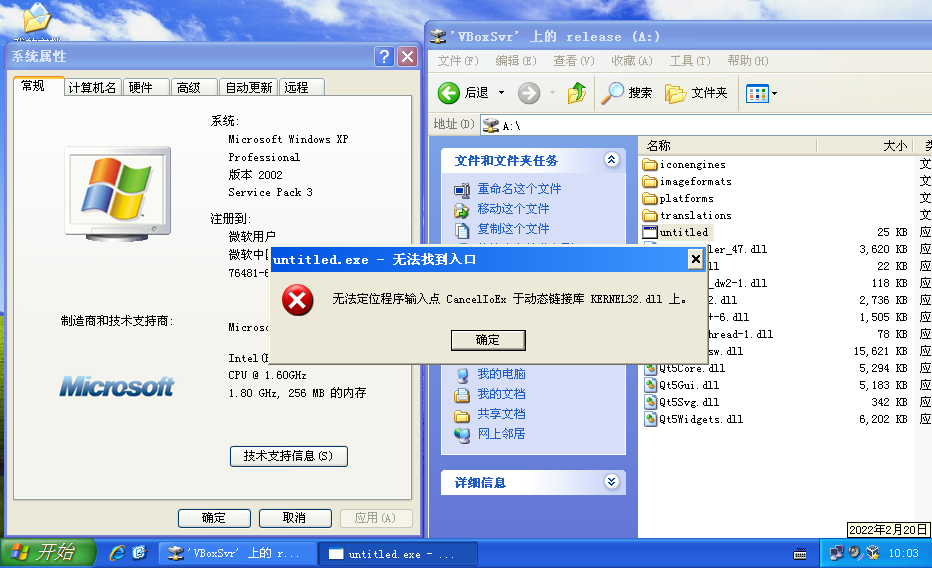 系统属性
常规
计算机名
硬件
高级
自动更新
远程
系统:
Microsoft Windows XP
Professional
版本 2002
Service Pack 3
注册到:
微软用户
微软中
76481-6
制造商和技术支持商:
Micros
Intel(
CPU @ 1.60GHz
1.80 GHz, 256 MB 的内存
Microsoft
技术支持信息(S)
确定
取消
应用(A)
'VBoxSvr' 上的 release (A:)
文件(F) 编辑(E) 查看(V) 收藏(A) 工具(T) 帮助(H)
后退 搜索 文件夹
地址(D) A:\
文件和文件夹任务
重命名这个文件
移动这个文件
复制这个文件
我的电脑
我的文档
共享文档
网上邻居
详细信息
名称 大小
iconengines 文
imageformats 文
platforms 文
translations 文
untitled 25 KB 应
ler_47.dll 3,620 KB 应
ll 22 KB 应
_dw2-1.dll 118 KB 应
2.dll 2,736 KB 应
+-6.dll 1,505 KB 应
hread-1.dll 78 KB 应
sw.dll 15,621 KB 应
Qt5Core.dll 5,294 KB 应
Qt5Gui.dll 5,183 KB 应
Qt5Svg.dll 342 KB 应
Qt5Widgets.dll 6,202 KB 应
untitled.exe - 无法找到入口
无法定位程序输入点 CancelIoEx 于动态链接库 KERNEL32.dll 上。
确定
2022年2月20日
开始
'VBoxSvr' 上的 r...
untitled.exe - ...
10:03